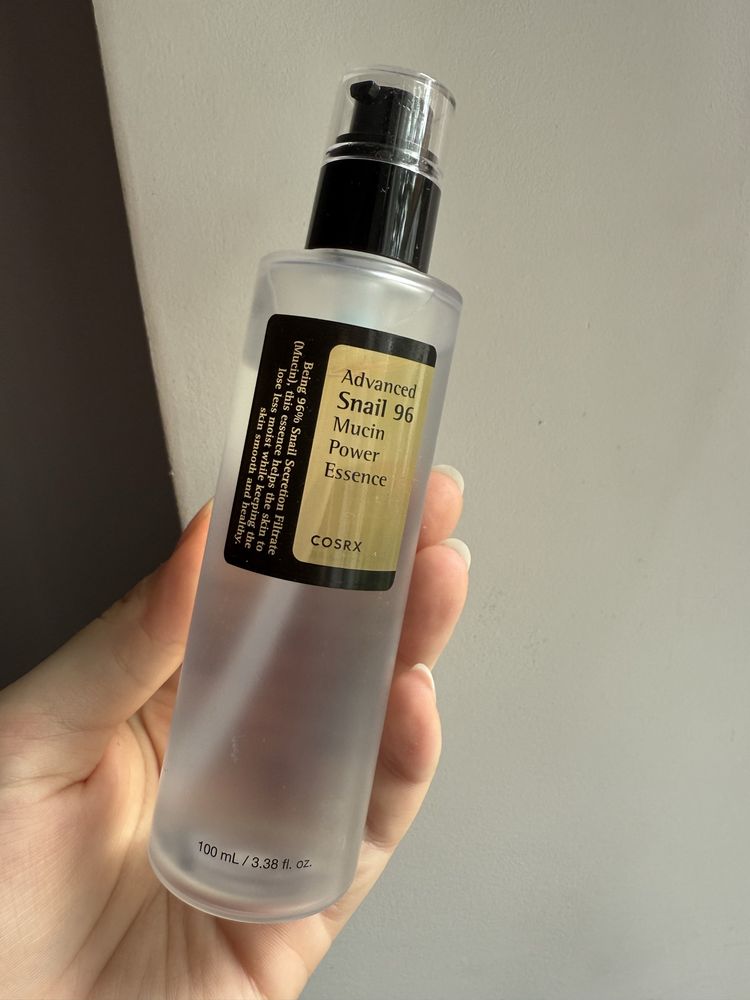 Advanced
Snail 96
Mucin
Power
Essence
COSRX
Being 96% Snail Secretion Filtrate
(Mucin), this essence helps the skin to
lose less moist while keeping the
skin smooth and healthy.
100 mL / 3.38 fl. oz.